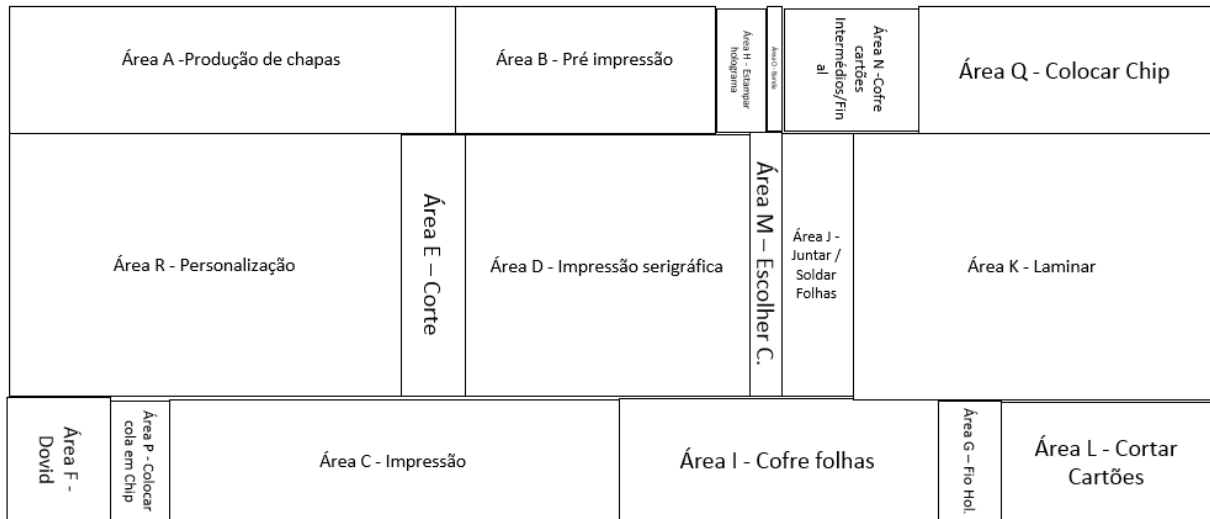 Área A -Produção de chapas
Área B - Pré impressão
Área H - Estampar
holograma
Área O - Banda
Área N -Cofre
cartões
Intermédios/Fin
al
Área Q - Colocar Chip
Área R - Personalização
Área E – Corte
Área D - Impressão serigráfica
Área M – Escolher C.
Área J -
Juntar /
Soldar
Folhas
Área K - Laminar
Área F -
Dovid
Área P - Colocar
cola em Chip
Área C - Impressão
Área I - Cofre folhas
Área G – Fio Hol.
Área L - Cortar
Cartões